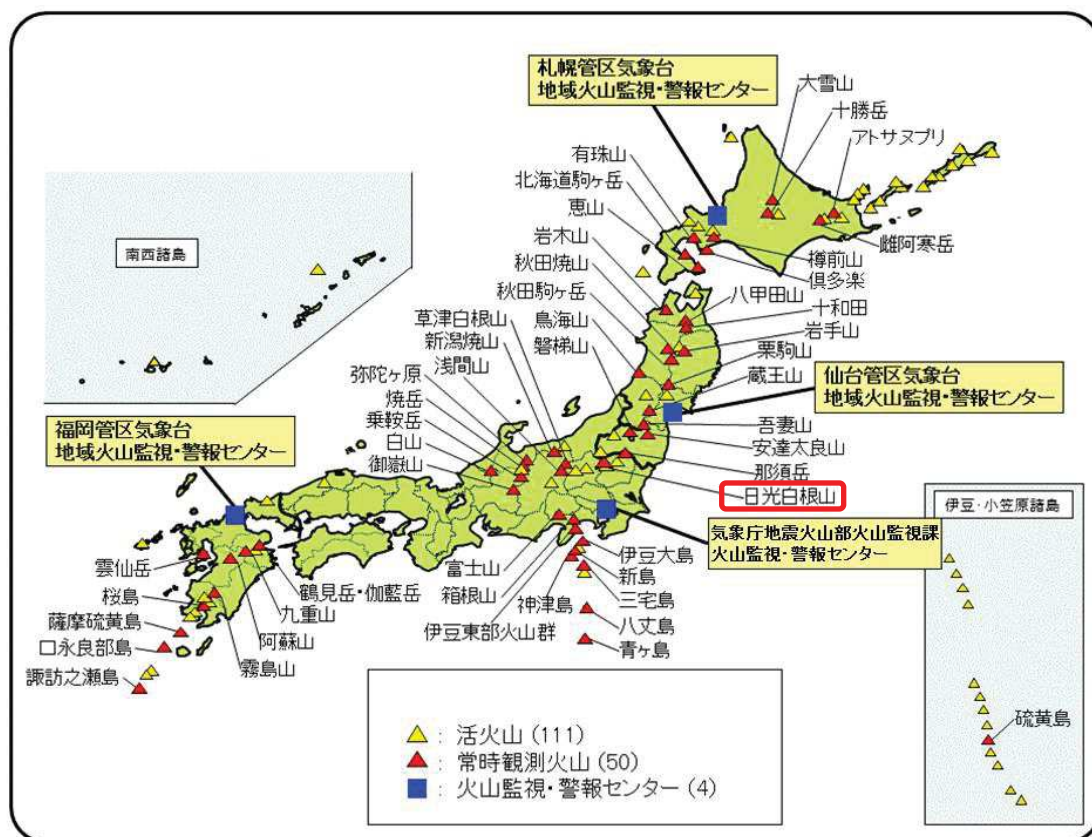 札幌管区気象台
地域火山監視・警報センター
大雪山
十勝岳
アトサヌプリ
有珠山
北海道駒ヶ岳
恵山
岩木山
秋田焼山
秋田駒ヶ岳
鳥海山
磐梯山
雌阿寒岳
樽前山
倶多楽
八甲田山
十和田
岩手山
栗駒山
蔵王山
南西諸島
草津白根山
新潟焼山
浅間山
弥陀ヶ原
焼岳
乗鞍岳
白山
御嶽山
仙台管区気象台
地域火山監視・警報センター
吾妻山
安達太良山
那須岳
日光白根山
福岡管区気象台
地域火山監視・警報センター
気象庁地震火山部火山監視課
火山監視・警報センター
伊豆・小笠原諸島
雲仙岳
桜島
薩摩硫黄島
口永良部島
諏訪之瀬島
鶴見岳・伽藍岳
九重山
阿蘇山
霧島山
富士山
箱根山
伊豆東部火山群
伊豆大島
新島
神津島
三宅島
八丈島
青ヶ島
硫黄島
: 活火山 (111)
: 常時観測火山 (50)
: 火山監視・警報センター (4)